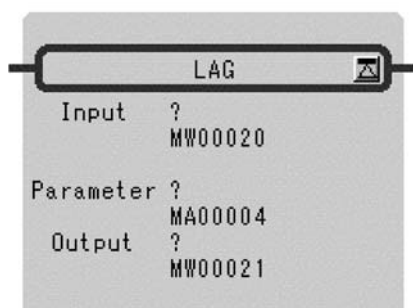 LAG
Input ?
MW00020
Parameter ?
MA00004
Output ?
MW00021